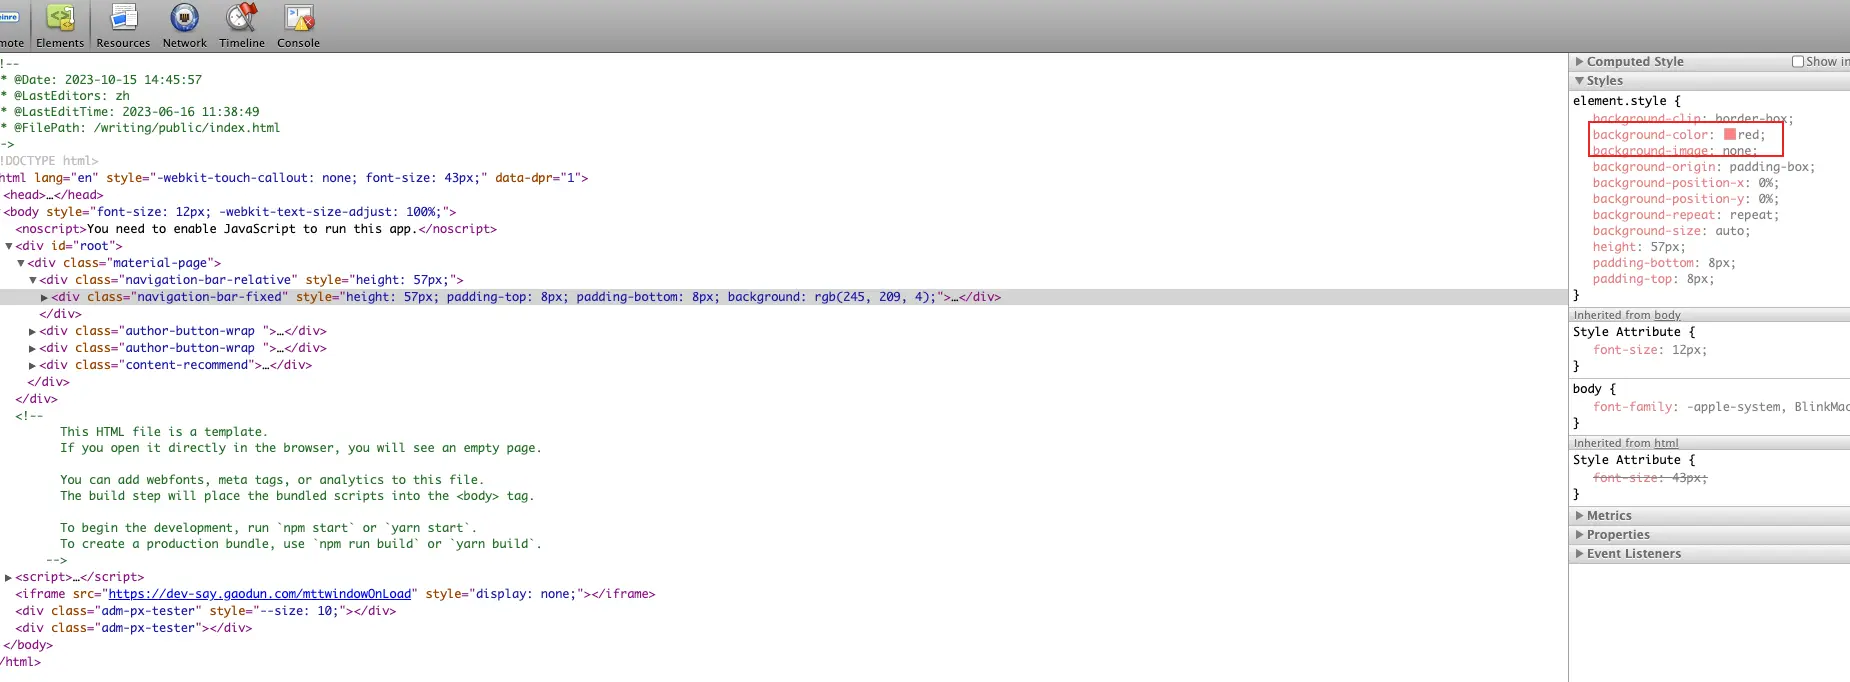 einre
mote Elements Resources Network Timeline Console
!--
* @Date: 2023-10-15 14:45:57
* @LastEditors: zh
* @LastEditTime: 2023-06-16 11:38:49
* @FilePath: /writing/public/index.html
->
!DOCTYPE html>
html lang="en" style="-webkit-touch-callout: none; font-size: 43px;" data-dpr="1">
<head>…</head>
<body style="font-size: 12px; -webkit-text-size-adjust: 100%;">
<noscript>You need to enable JavaScript to run this app.</noscript>
▼<div id="root">
▼<div class="material-page">
▼<div class="navigation-bar-relative" style="height: 57px;">
▶<div class="navigation-bar-fixed" style="height: 57px; padding-top: 8px; padding-bottom: 8px; background: rgb(245, 209, 4);">…</div>
</div>
▶<div class="author-button-wrap ">…</div>
▶<div class="author-button-wrap ">…</div>
▶<div class="content-recommend">…</div>
</div>
</div>
<!--
This HTML file is a template.
If you open it directly in the browser, you will see an empty page.
You can add webfonts, meta tags, or analytics to this file.
The build step will place the bundled scripts into the <body> tag.
To begin the development, run `npm start` or `yarn start`.
To create a production bundle, use `npm run build` or `yarn build`.
-->
▶<script>…</script>
<iframe src="https://dev-say.gaodun.com/mttwindowOnLoad" style="display: none;"></iframe>
<div class="adm-px-tester" style="--size: 10;"></div>
<div class="adm-px-tester"></div>
</body>
/html>
▶Computed Style Show in
▼Styles
element.style {
background-clip: border-box;
background-color: red;
background-image: none;
background-origin: padding-box;
background-position-x: 0%;
background-position-y: 0%;
background-repeat: repeat;
background-size: auto;
height: 57px;
padding-bottom: 8px;
padding-top: 8px;
}
Inherited from body
Style Attribute {
font-size: 12px;
}
body {
font-family: -apple-system, BlinkMac
}
Inherited from html
Style Attribute {
font-size: 43px;
}
▶Metrics
▶Properties
▶Event Listeners